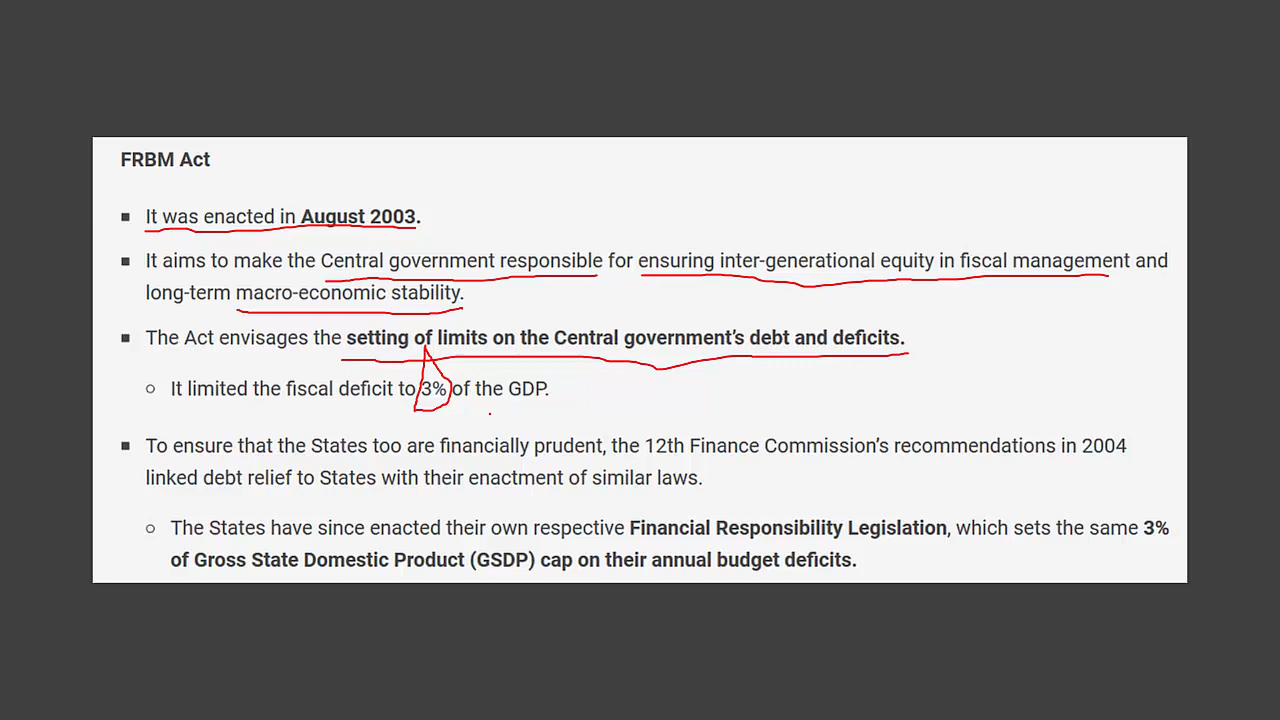 FRBM Act
▪ It was enacted in August 2003.
▪ It aims to make the Central government responsible for ensuring inter-generational equity in fiscal management and
long-term macro-economic stability.
▪ The Act envisages the setting of limits on the Central government's debt and deficits.
○ It limited the fiscal deficit to 3% of the GDP.
▪ To ensure that the States too are financially prudent, the 12th Finance Commission's recommendations in 2004
linked debt relief to States with their enactment of similar laws.
○ The States have since enacted their own respective Financial Responsibility Legislation, which sets the same 3%
of Gross State Domestic Product (GSDP) cap on their annual budget deficits.